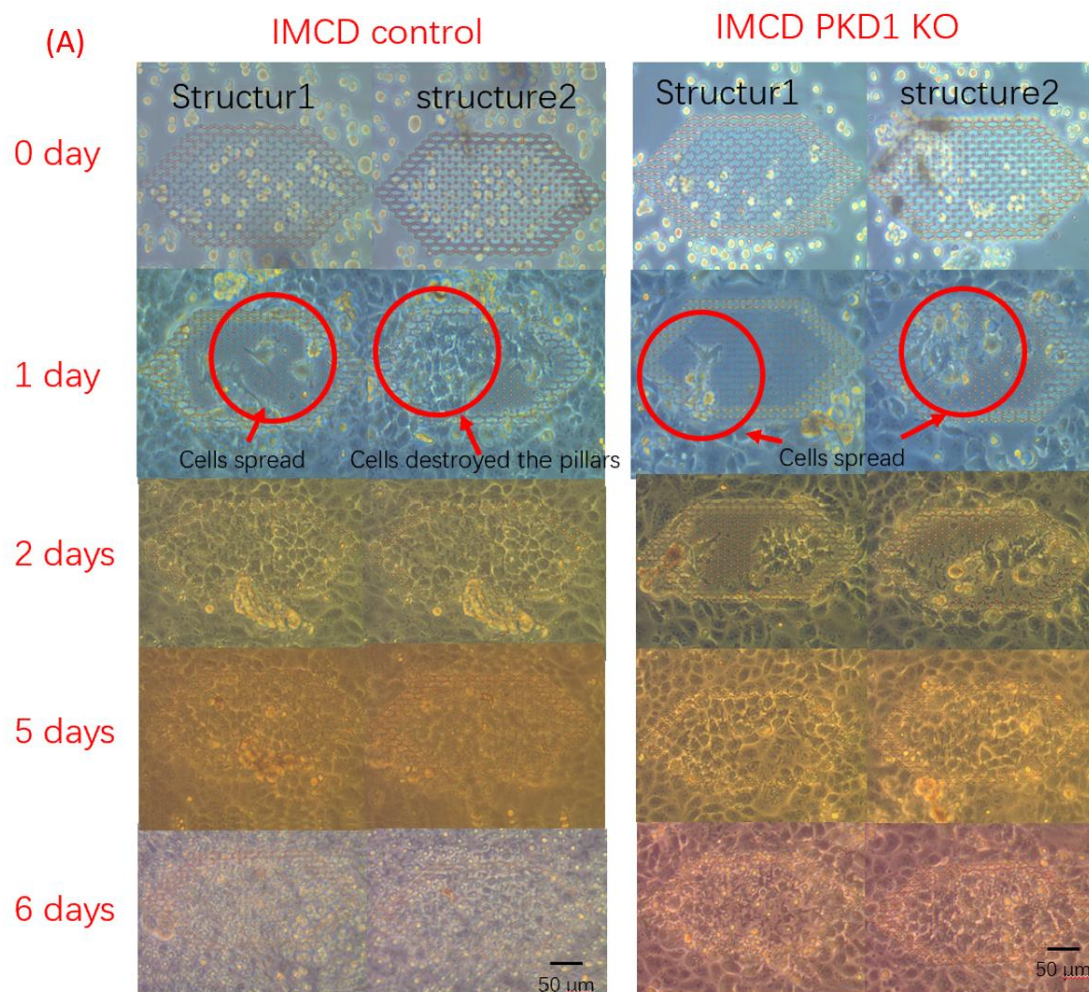 (A)
IMCD control
IMCD PKD1 KO
Structur1
structure2
Structur1
structure2
0 day
1 day
Cells spread
Cells destroyed the pillars
Cells spread
2 days
5 days
6 days
50 μm
50 μm